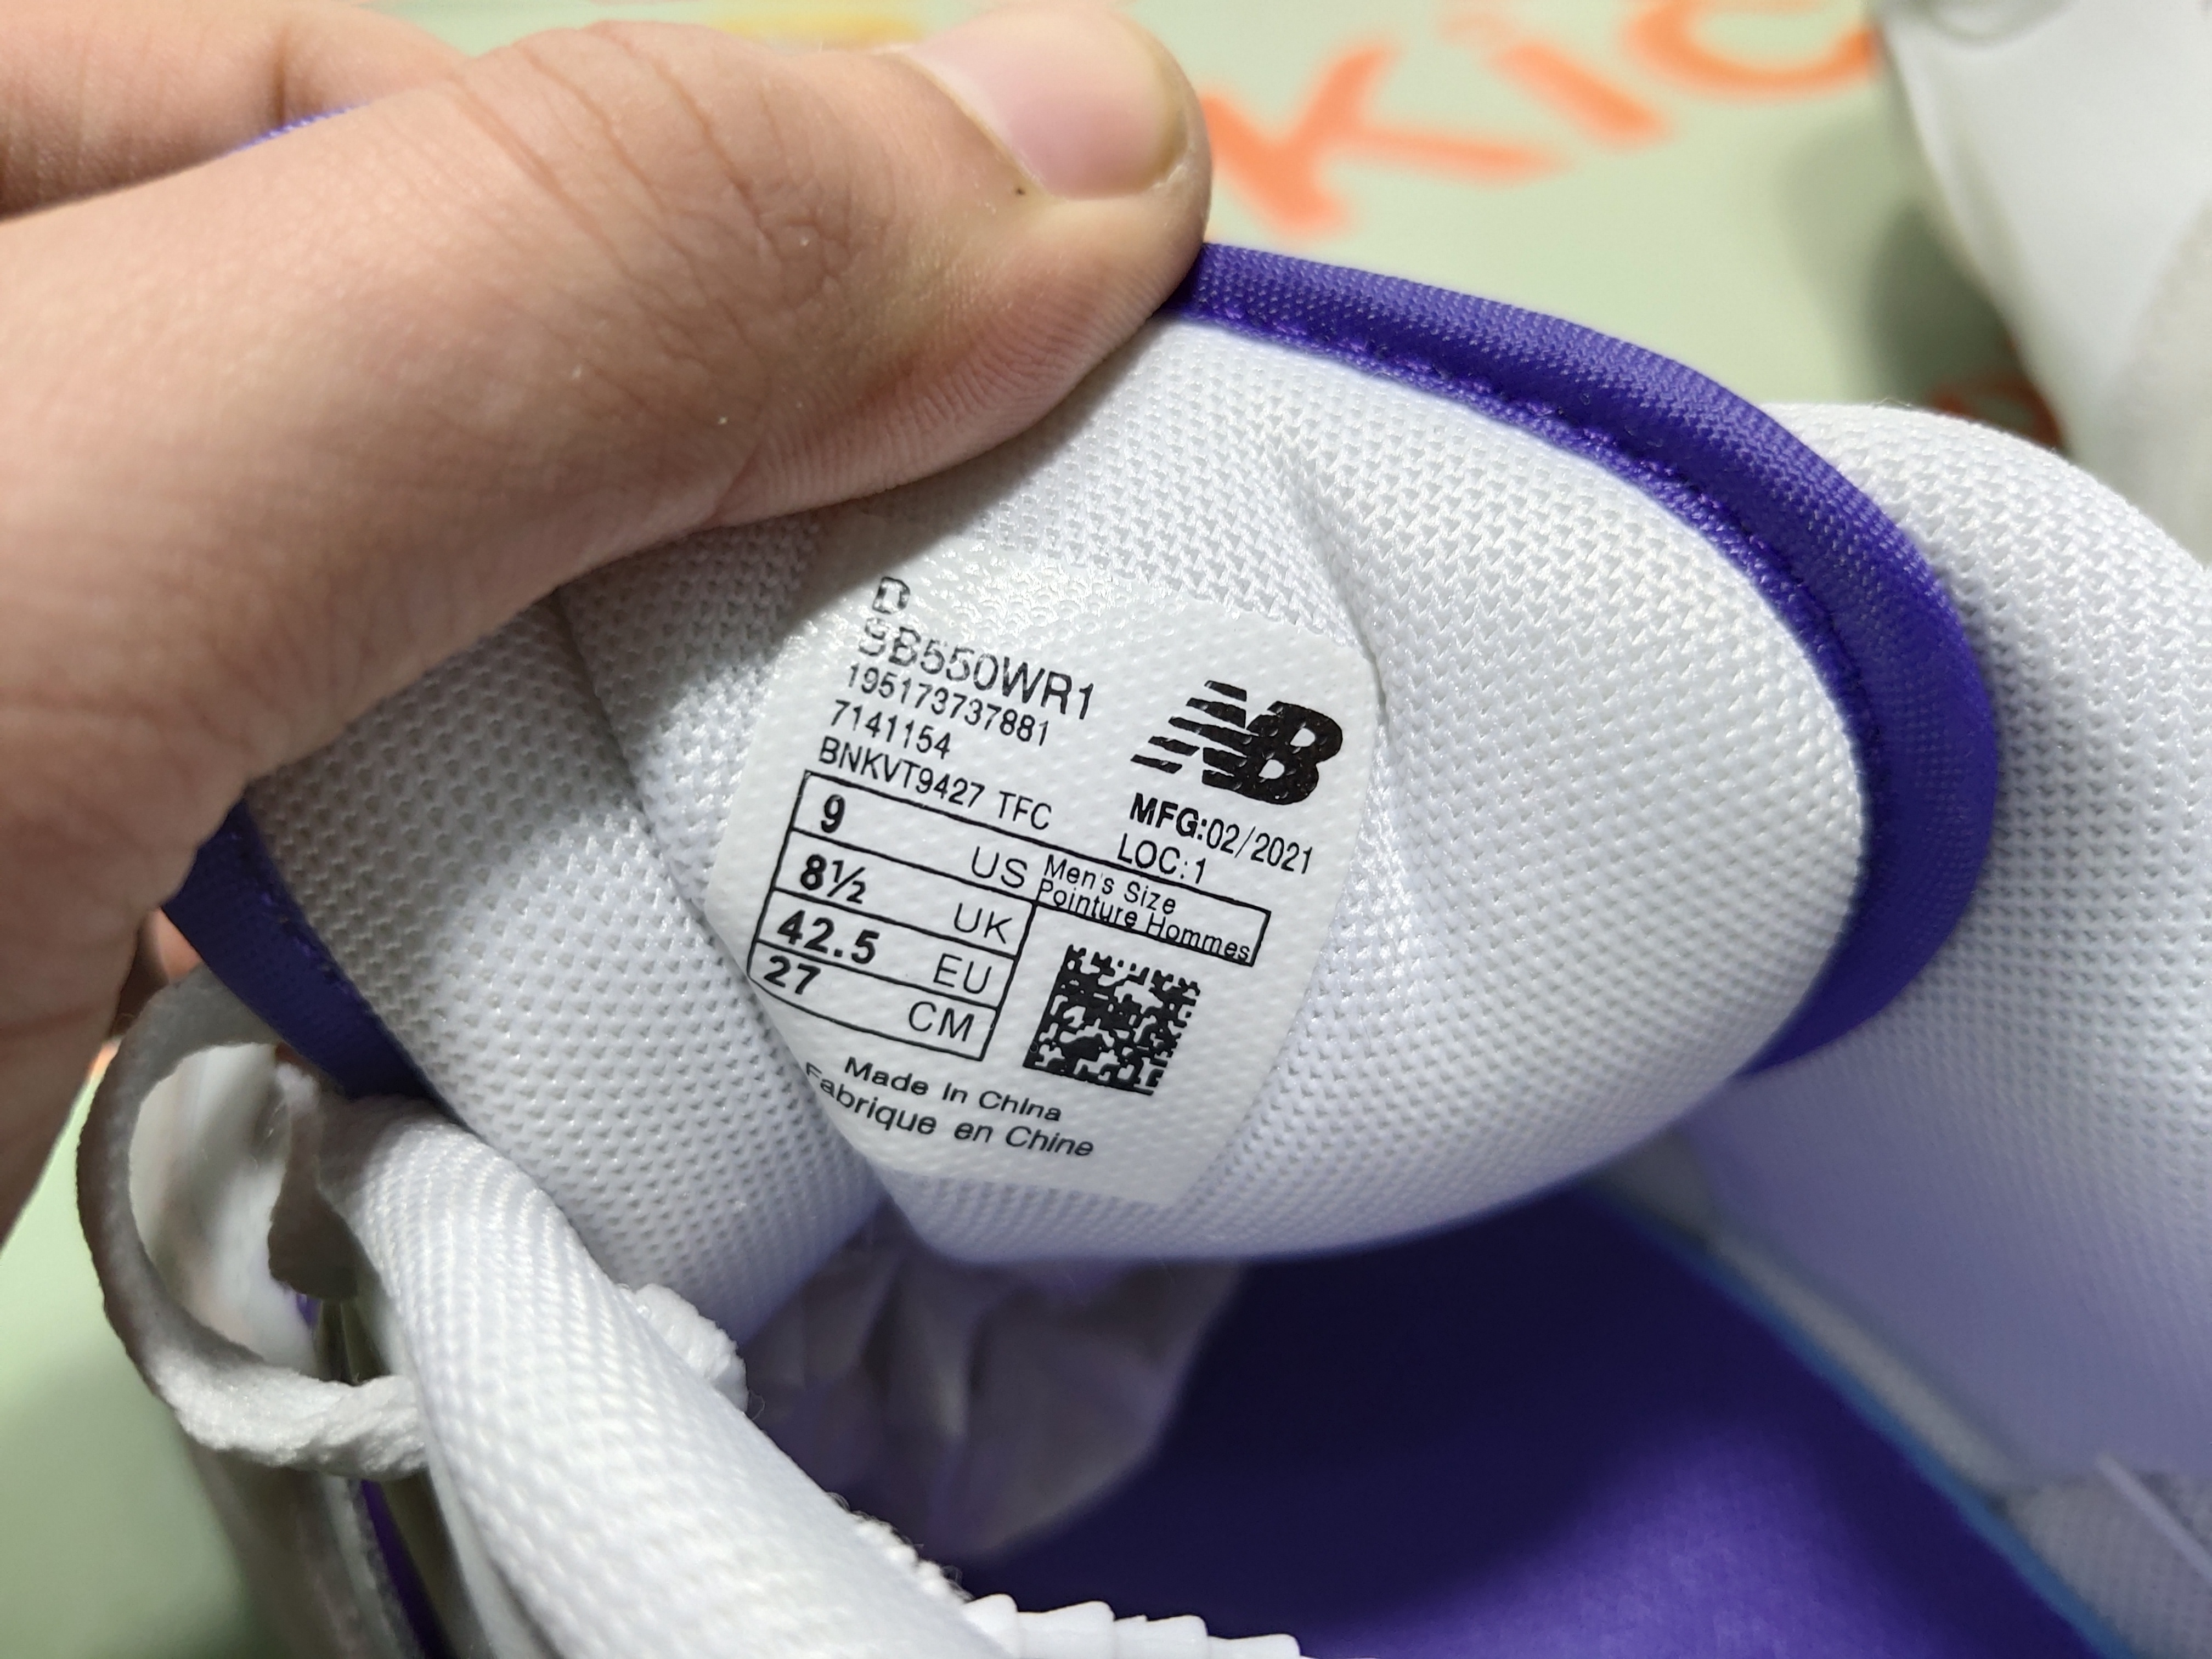 D
BB550WR1
195173737881
7141154
BNKVT9427 TFC
NB
MFG:02/2021
LOC:1
9 US
Men's Size
Pointure Hommes
8½ UK
42.5 EU
27 CM
Made In China
Fabrique en Chine